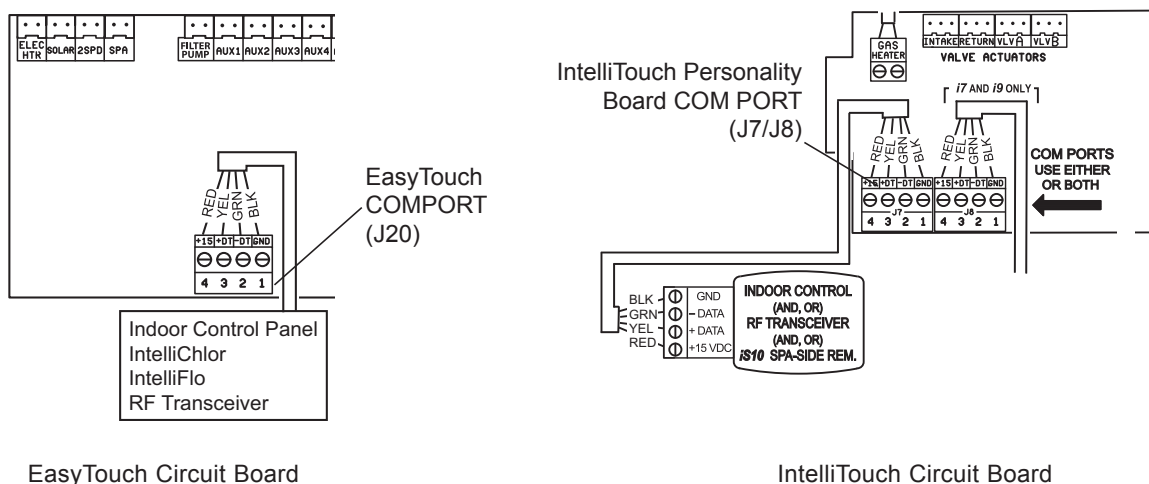 ELEC
HTR
SOLAR
2SPD
SPA
FILTER
PUMP
AUX1
AUX2
AUX3
AUX4
RED
YEL
GRN
BLK
+15
+DT
-DT
GND
4 3 2 1
EasyTouch
COMPORT
(J20)
Indoor Control Panel
IntelliChlor
IntelliFlo
RF Transceiver
EasyTouch Circuit Board
GAS
HEATER
INTAKE
RETURN
VLV A
VLV B
VALVE ACTUATORS
IntelliTouch Personality
Board COM PORT
(J7/J8)
i7 AND i9 ONLY
RED
YEL
GRN
BLK
RED
YEL
GRN
BLK
+15
+DT
-DT
GND
+15
+DT
-DT
GND
J7
J8
4 3 2 1
4 3 2 1
COM PORTS
USE EITHER
OR BOTH
BLK
GRN
YEL
RED
GND
– DATA
+ DATA
+15 VDC
INDOOR CONTROL
(AND, OR)
RF TRANSCEIVER
(AND, OR)
iS10 SPA-SIDE REM.
IntelliTouch Circuit Board